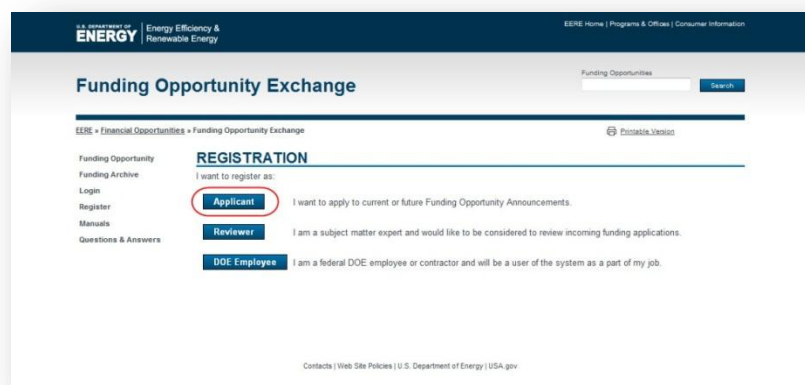 U.S. DEPARTMENT OF
ENERGY
Energy Efficiency &
Renewable Energy
EERE Home | Programs & Offices | Consumer Information
Funding Opportunity Exchange
Funding Opportunities
Search
EERE » Financial Opportunities » Funding Opportunity Exchange
Printable Version
Funding Opportunity
Funding Archive
Login
Register
Manuals
Questions & Answers
REGISTRATION
I want to register as:
Applicant I want to apply to current or future Funding Opportunity Announcements.
Reviewer I am a subject matter expert and would like to be considered to review incoming funding applications.
DOE Employee I am a federal DOE employee or contractor and will be a user of the system as a part of my job.
Contacts | Web Site Policies | U.S. Department of Energy | USA.gov